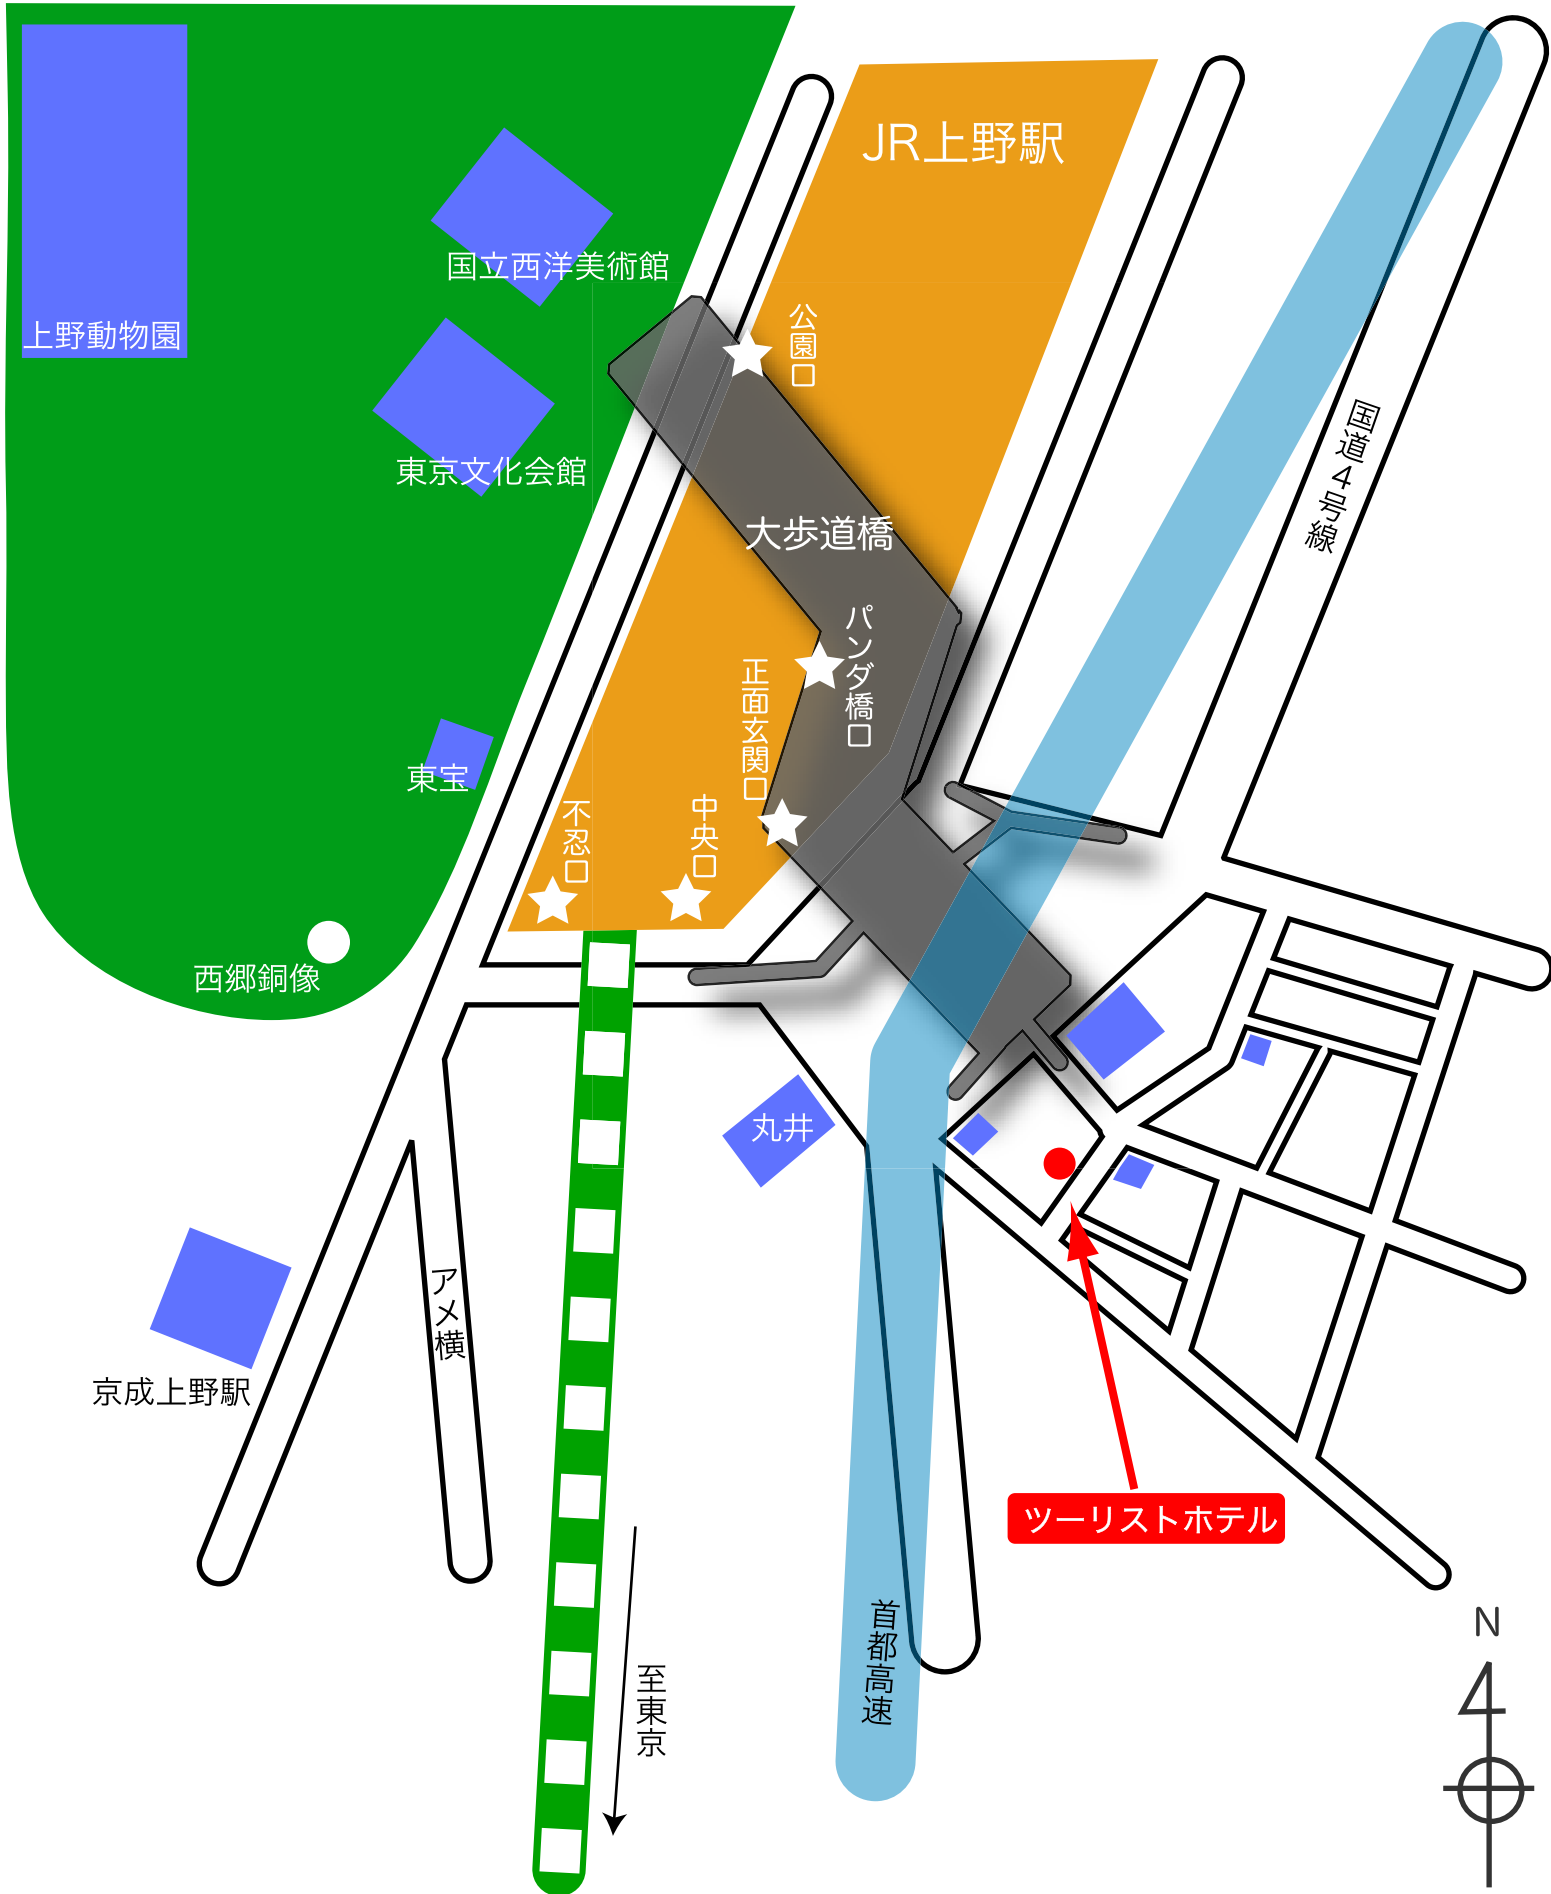 JR上野駅
国立西洋美術館
上野動物園
公園口
国道4号線
東京文化会館
大歩道橋
パンダ橋口
正面玄関口
東宝
不忍口
中央口
西郷銅像
丸井
アメ横
京成上野駅
ツーリストホテル
首都高速
至東京
N